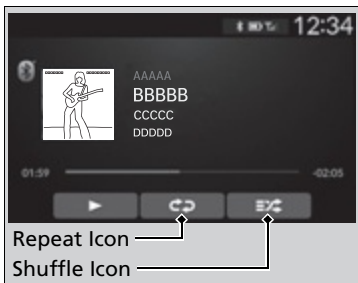 12:34
AAAAA
BBBBB
CCCCC
DDDDD
01:59
-02:05
Repeat Icon
Shuffle Icon